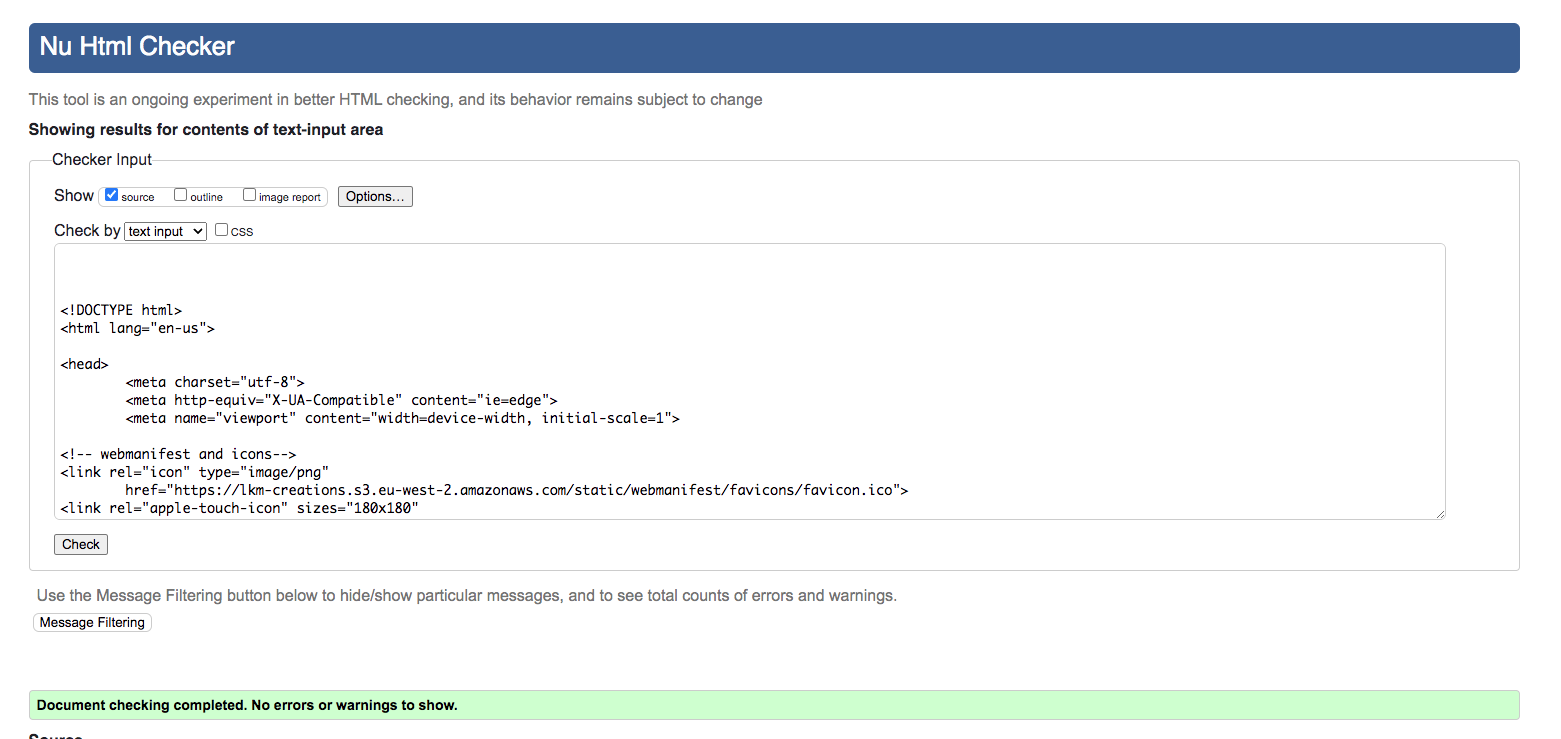 Nu Html Checker
This tool is an ongoing experiment in better HTML checking, and its behavior remains subject to change
Showing results for contents of text-input area
Checker Input
Show source outline image report Options...
Check by text input css
<!DOCTYPE html>
<html lang="en-us">
<head>
<meta charset="utf-8">
<meta http-equiv="X-UA-Compatible" content="ie=edge">
<meta name="viewport" content="width=device-width, initial-scale=1">
<!-- webmanifest and icons-->
<link rel="icon" type="image/png"
href="https://lkm-creations.s3.eu-west-2.amazonaws.com/static/webmanifest/favicons/favicon.ico">
<link rel="apple-touch-icon" sizes="180x180"
Check
Use the Message Filtering button below to hide/show particular messages, and to see total counts of errors and warnings.
Message Filtering
Document checking completed. No errors or warnings to show.
Source